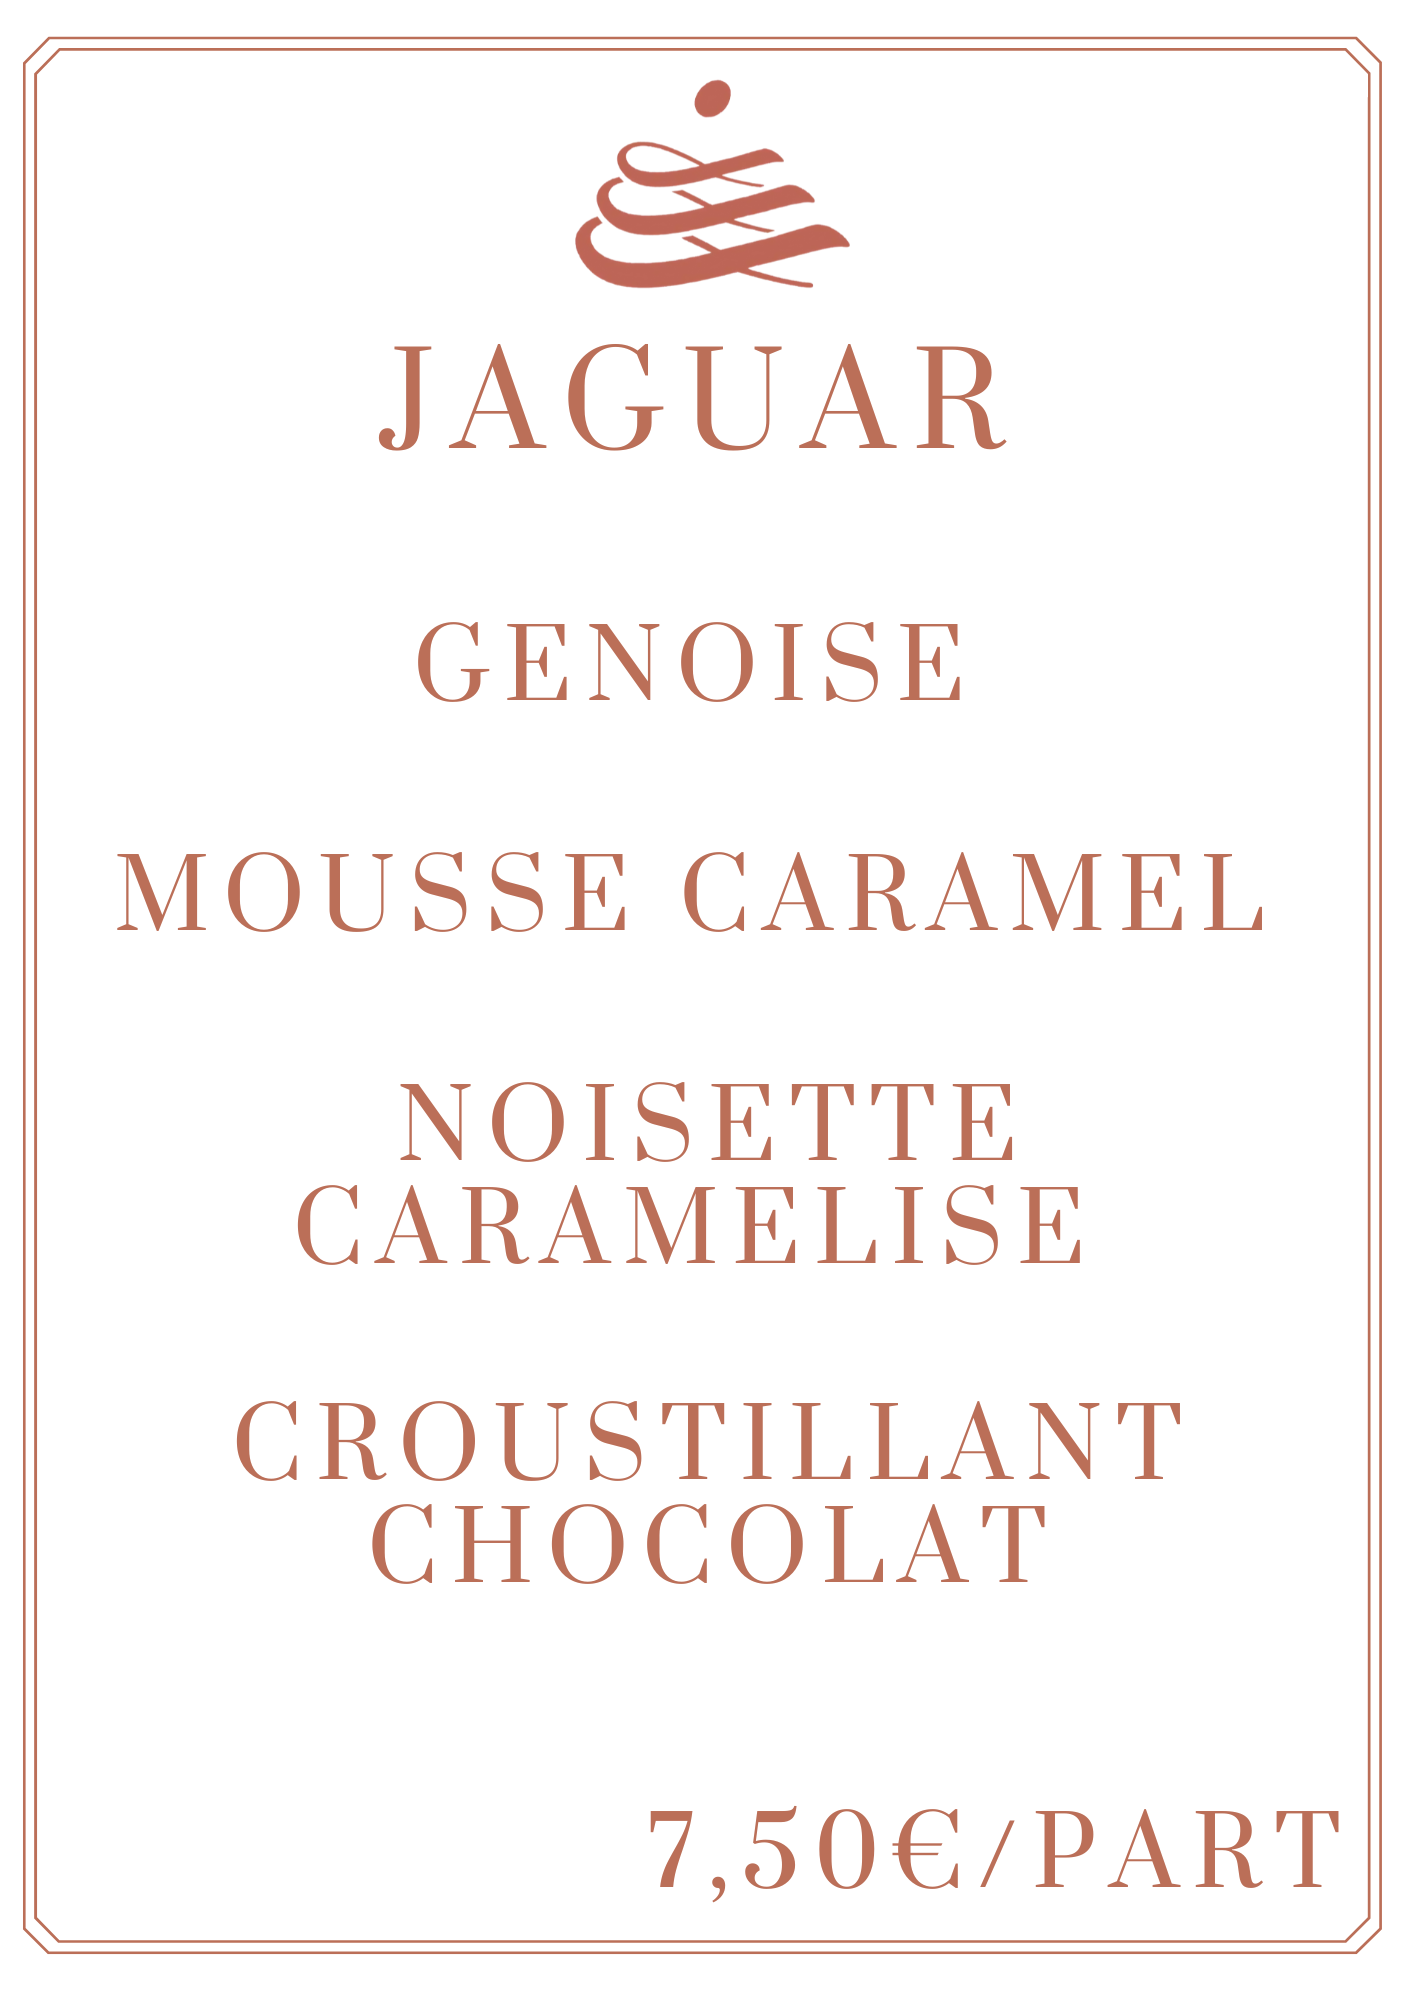 JAGUAR
GENOISE
MOUSSE CARAMEL
NOISETTE
CARAMELISE
CROUSTILLANT
CHOCOLAT
7,50€/PART